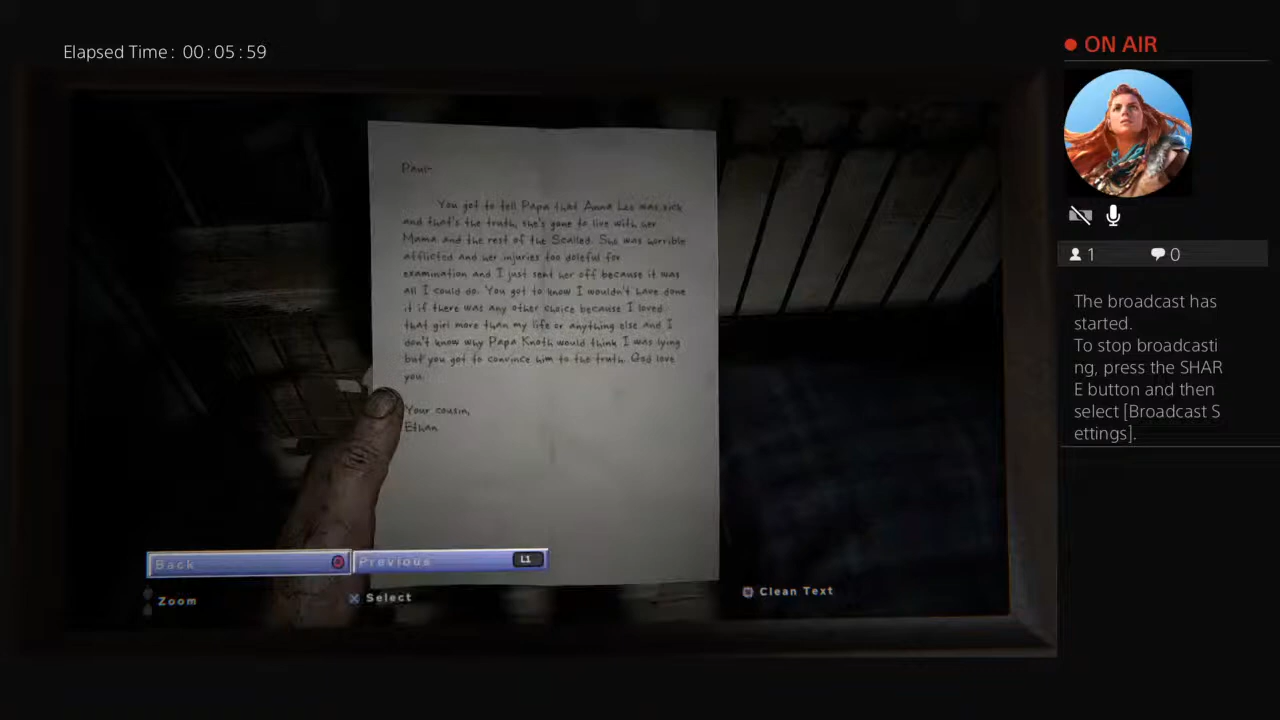 Elapsed Time: 00:05:59
ON AIR
1
0
The broadcast has
started.
To stop broadcasti
ng, press the SHAR
E button and then
select [Broadcast S
ettings].
Paul-
You got to tell Papa that Anna Lee was sick
and that's the truth, she's gone to live with her
Mama and the rest of the Scalled. She was horrible
afflicted and her injuries too doleful for
examination and I just sent her off because it was
all I could do. You got to know I wouldn't have done
it if there was any other choice because I loved
that girl more than my life or anything else and I
don't know why Papa Knoth would think I was lying
but you got to convince him to the truth. God love
you.
Your cousin,
Ethan
Back
Previous L1
Zoom
Select
Clean Text